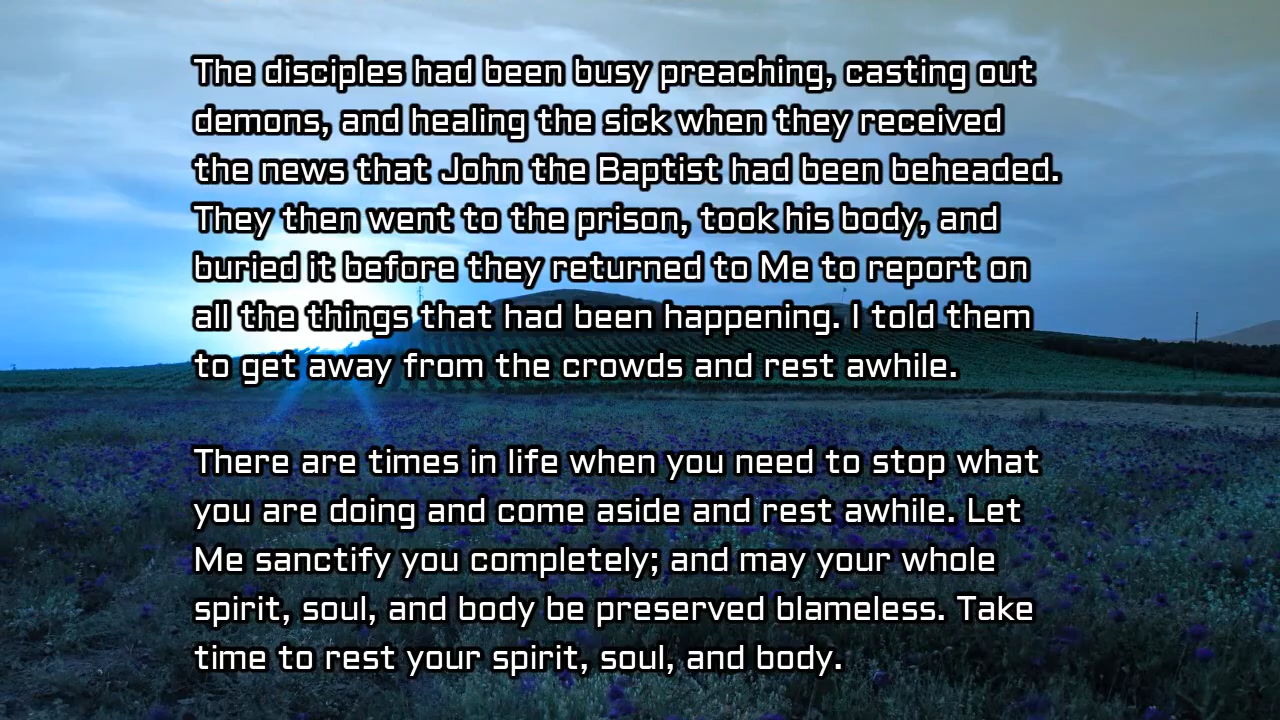 The disciples had been busy preaching, casting out
demons, and healing the sick when they received
the news that John the Baptist had been beheaded.
They then went to the prison, took his body, and
buried it before they returned to Me to report on
all the things that had been happening. I told them
to get away from the crowds and rest awhile.
There are times in life when you need to stop what
you are doing and come aside and rest awhile. Let
Me sanctify you completely; and may your whole
spirit, soul, and body be preserved blameless. Take
time to rest your spirit, soul, and body.